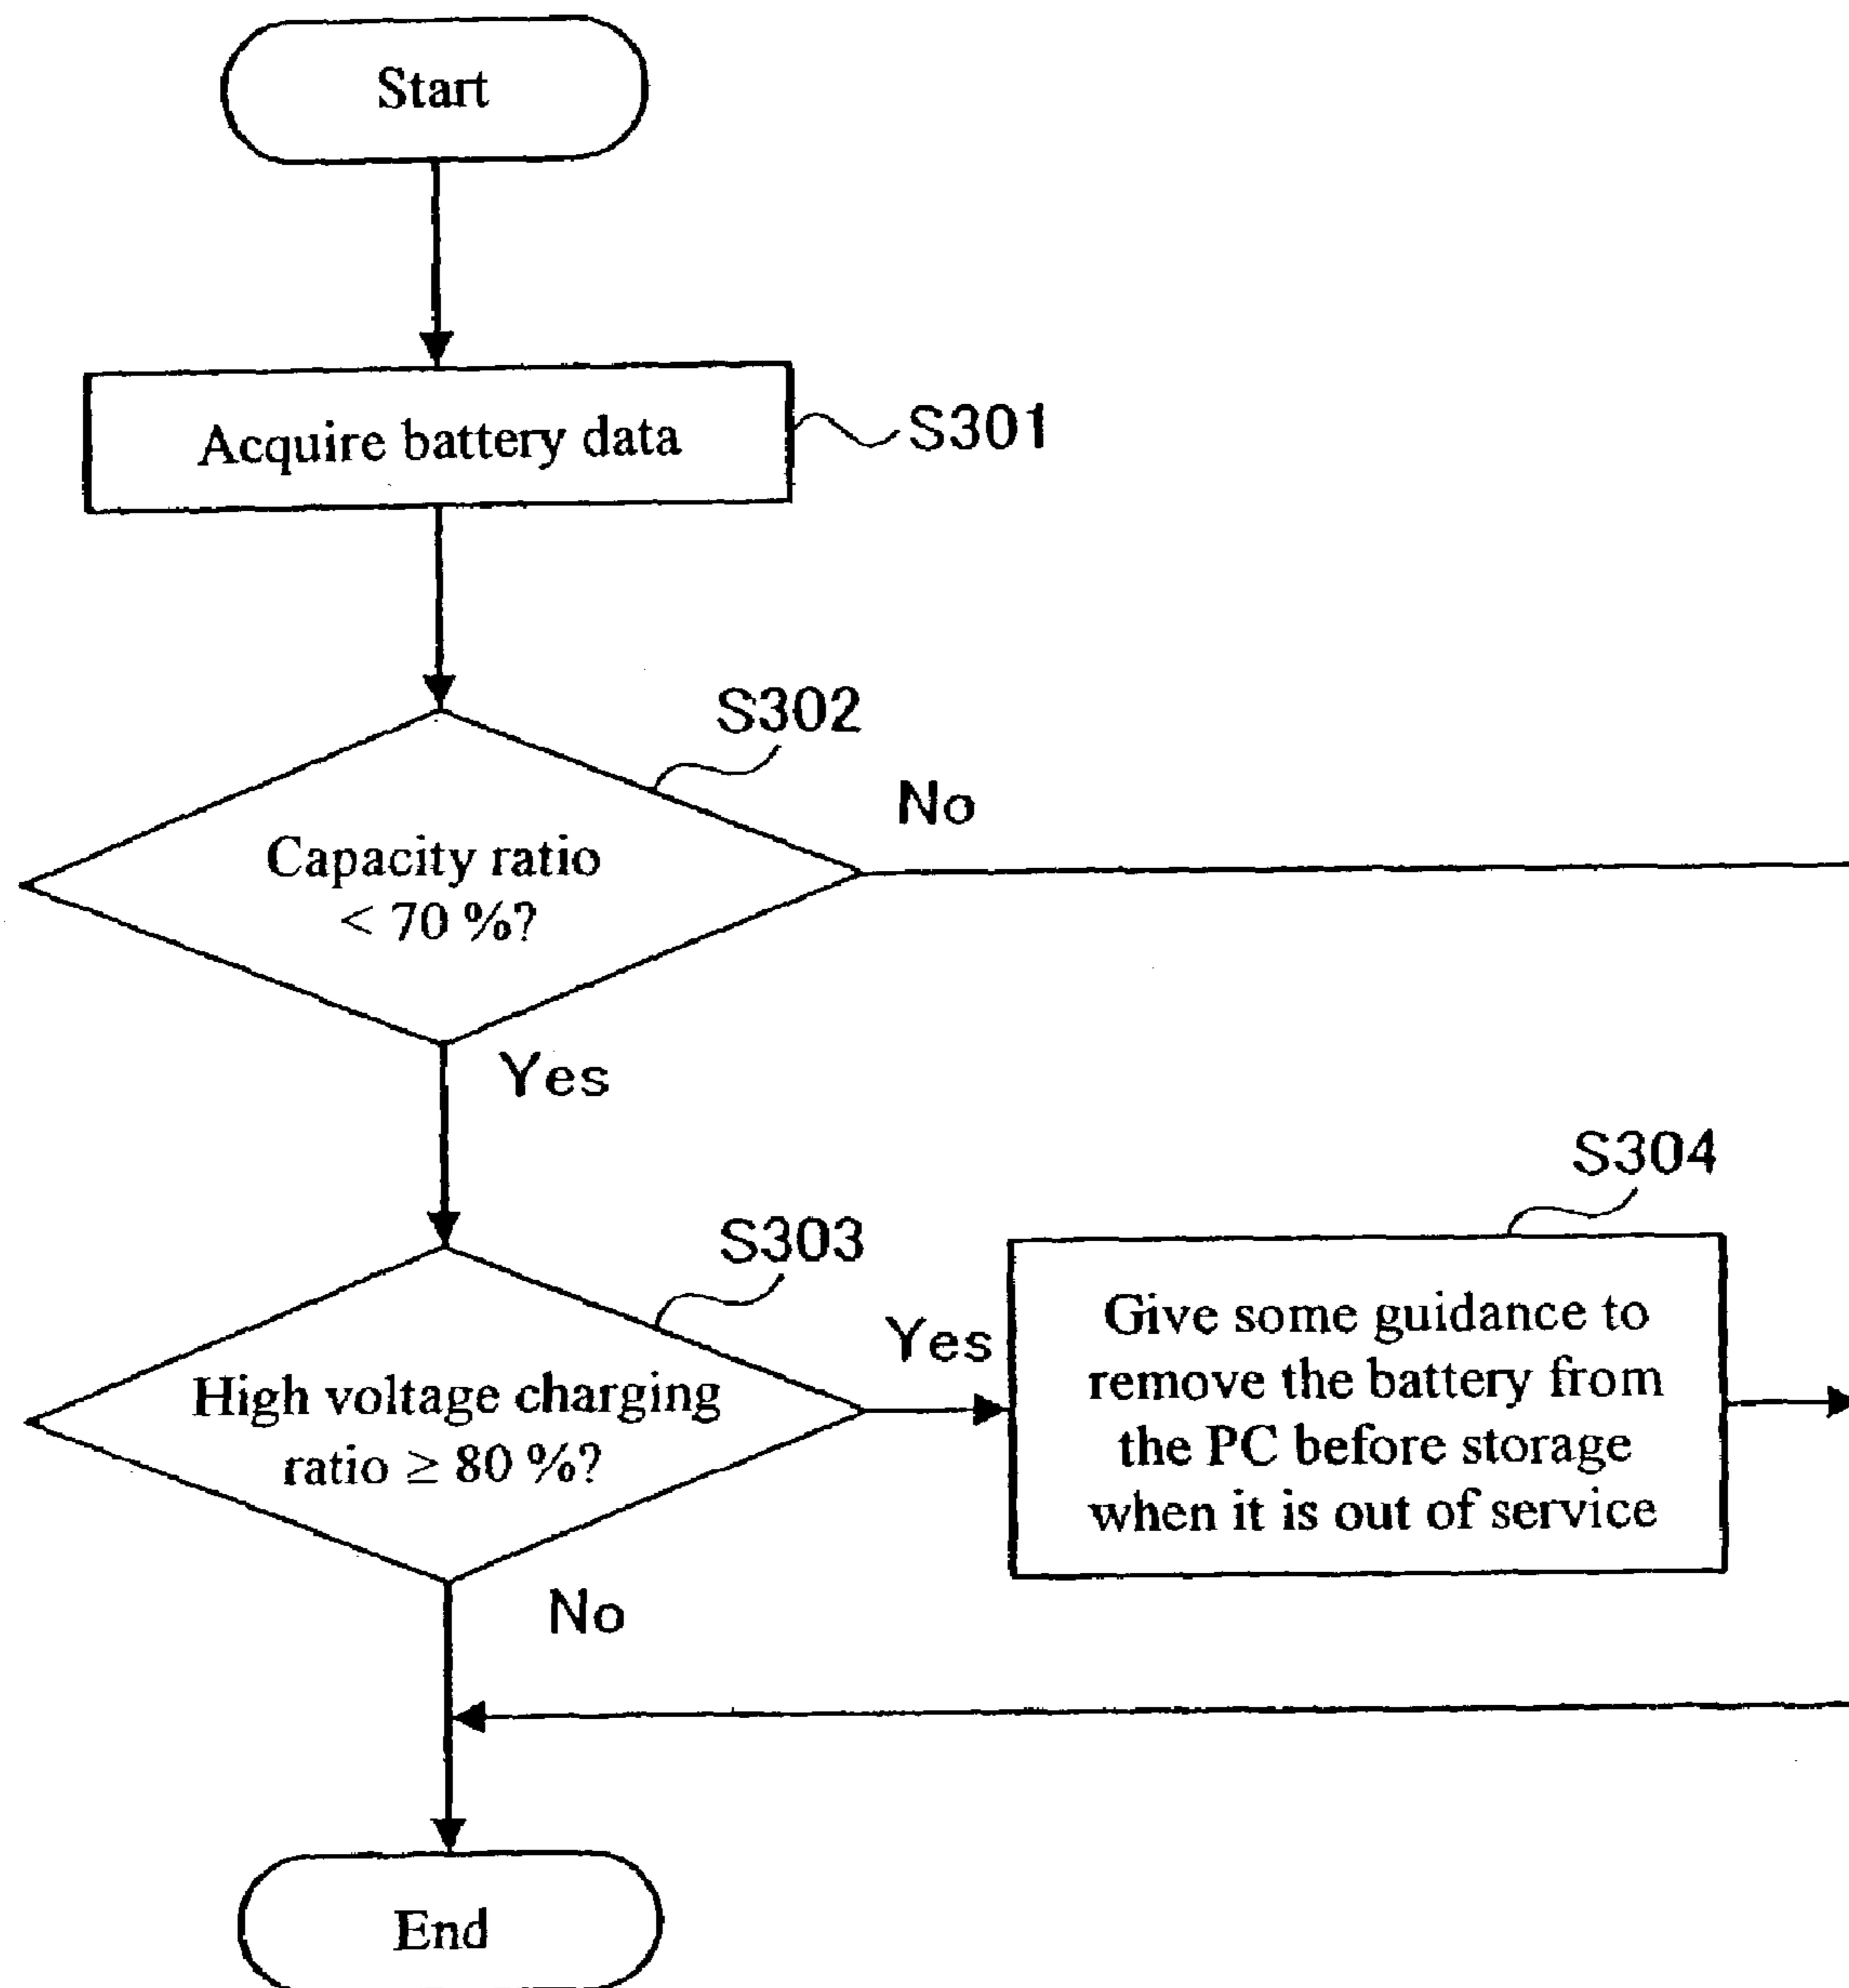 Start
Acquire battery data
S301
S302
No
Capacity ratio
< 70 %?
Yes
S303
High voltage charging
ratio ≥ 80 %?
Yes
S304
Give some guidance to
remove the battery from
the PC before storage
when it is out of service
No
End